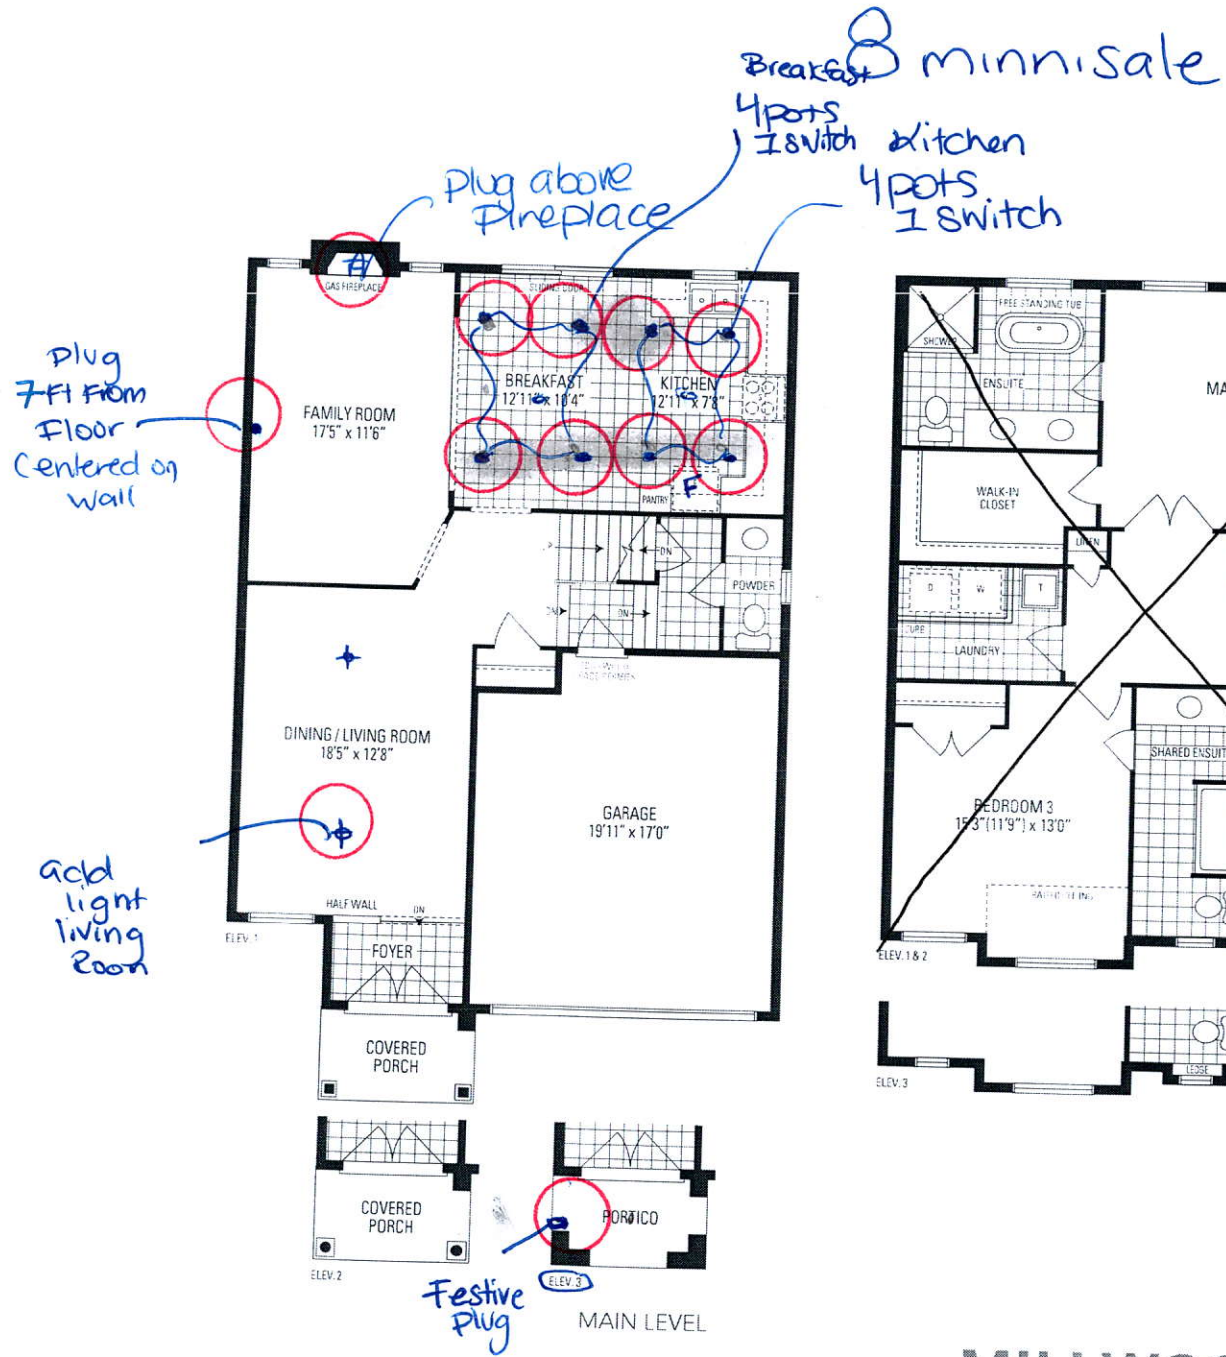 8 minnisale
Breakfast
4pots
1 switch
Kitchen
4pots
1 switch
Plug above
Pireplace
GAS FIREPLACE
SLIDING DOOR
Plug
7-Ft From
Floor
Centered on
wall
FAMILY ROOM
17'5" x 11'6"
BREAKFAST
12'11" x 10'4"
KITCHEN
12'11" x 7'8"
PANTRY
F
DN
DN
POWDER
DINING / LIVING ROOM
18'5" x 12'8"
GARAGE
19'11" x 17'0"
add
light
living
Room
HALF WALL
DN
FOYER
ELEV. 1
COVERED
PORCH
COVERED
PORCH
ELEV. 2
PORTICO
ELEV. 3
Festive
Plug
MAIN LEVEL
FREE STANDING TUB
SHOWER
ENSUITE
MA
WALK-IN
CLOSET
LINEN
D
W
T
LAUNDRY
SHARED ENSUIT
BEDROOM 3
15'3" (11'9") x 13'0"
ELEV. 1 & 2
ELEV. 3
LEDGE